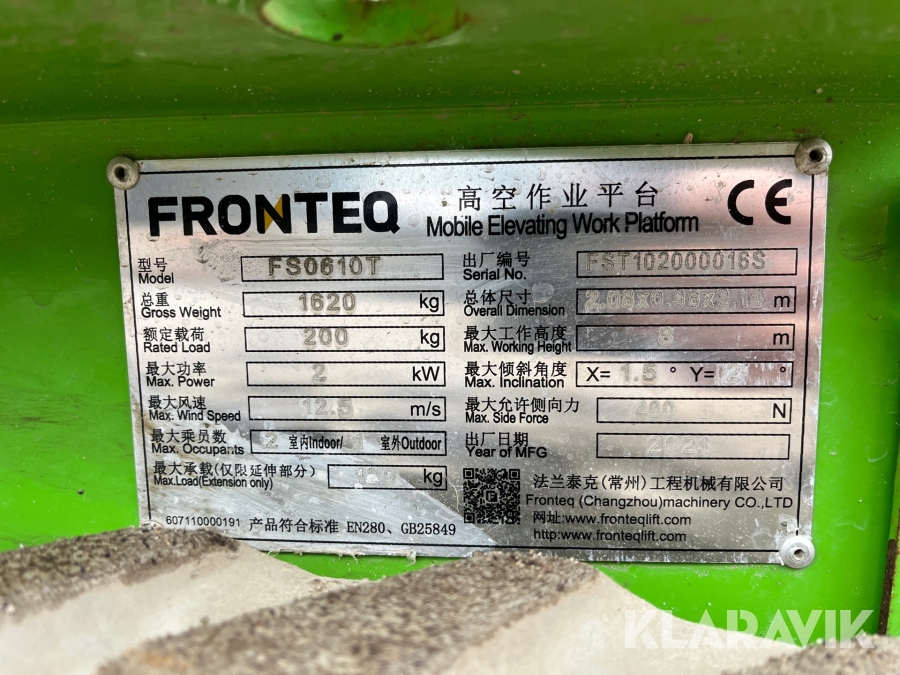 FRONTEQ
高空作业平台
Mobile Elevating Work Platform
CE
型号 Model FS0610T
出厂编号 Serial No. FST102000016S
总重 Gross Weight 1620 kg
总体尺寸 Overall Dimension m
额定载荷 Rated Load 200 kg
最大工作高度 Max. Working Height 8 m
最大功率 Max. Power 2 kW
最大倾斜角度 Max. Inclination X= 1.5 ° Y= °
最大风速 Max. Wind Speed 12.5 m/s
最大允许侧向力 Max. Side Force N
最大乘员数 Max. Occupants 2 室内Indoor/ 1 室外Outdoor
出厂日期 Year of MFG
最大承载(仅限延伸部分) Max.Load(Extension only) kg
法兰泰克(常州)工程机械有限公司
Fronteq (Changzhou)machinery CO.,LTD
网址:www.fronteqlift.com
http:www.fronteqlift.com
607110000191 产品符合标准 EN280、GB25849
KLARAVIK